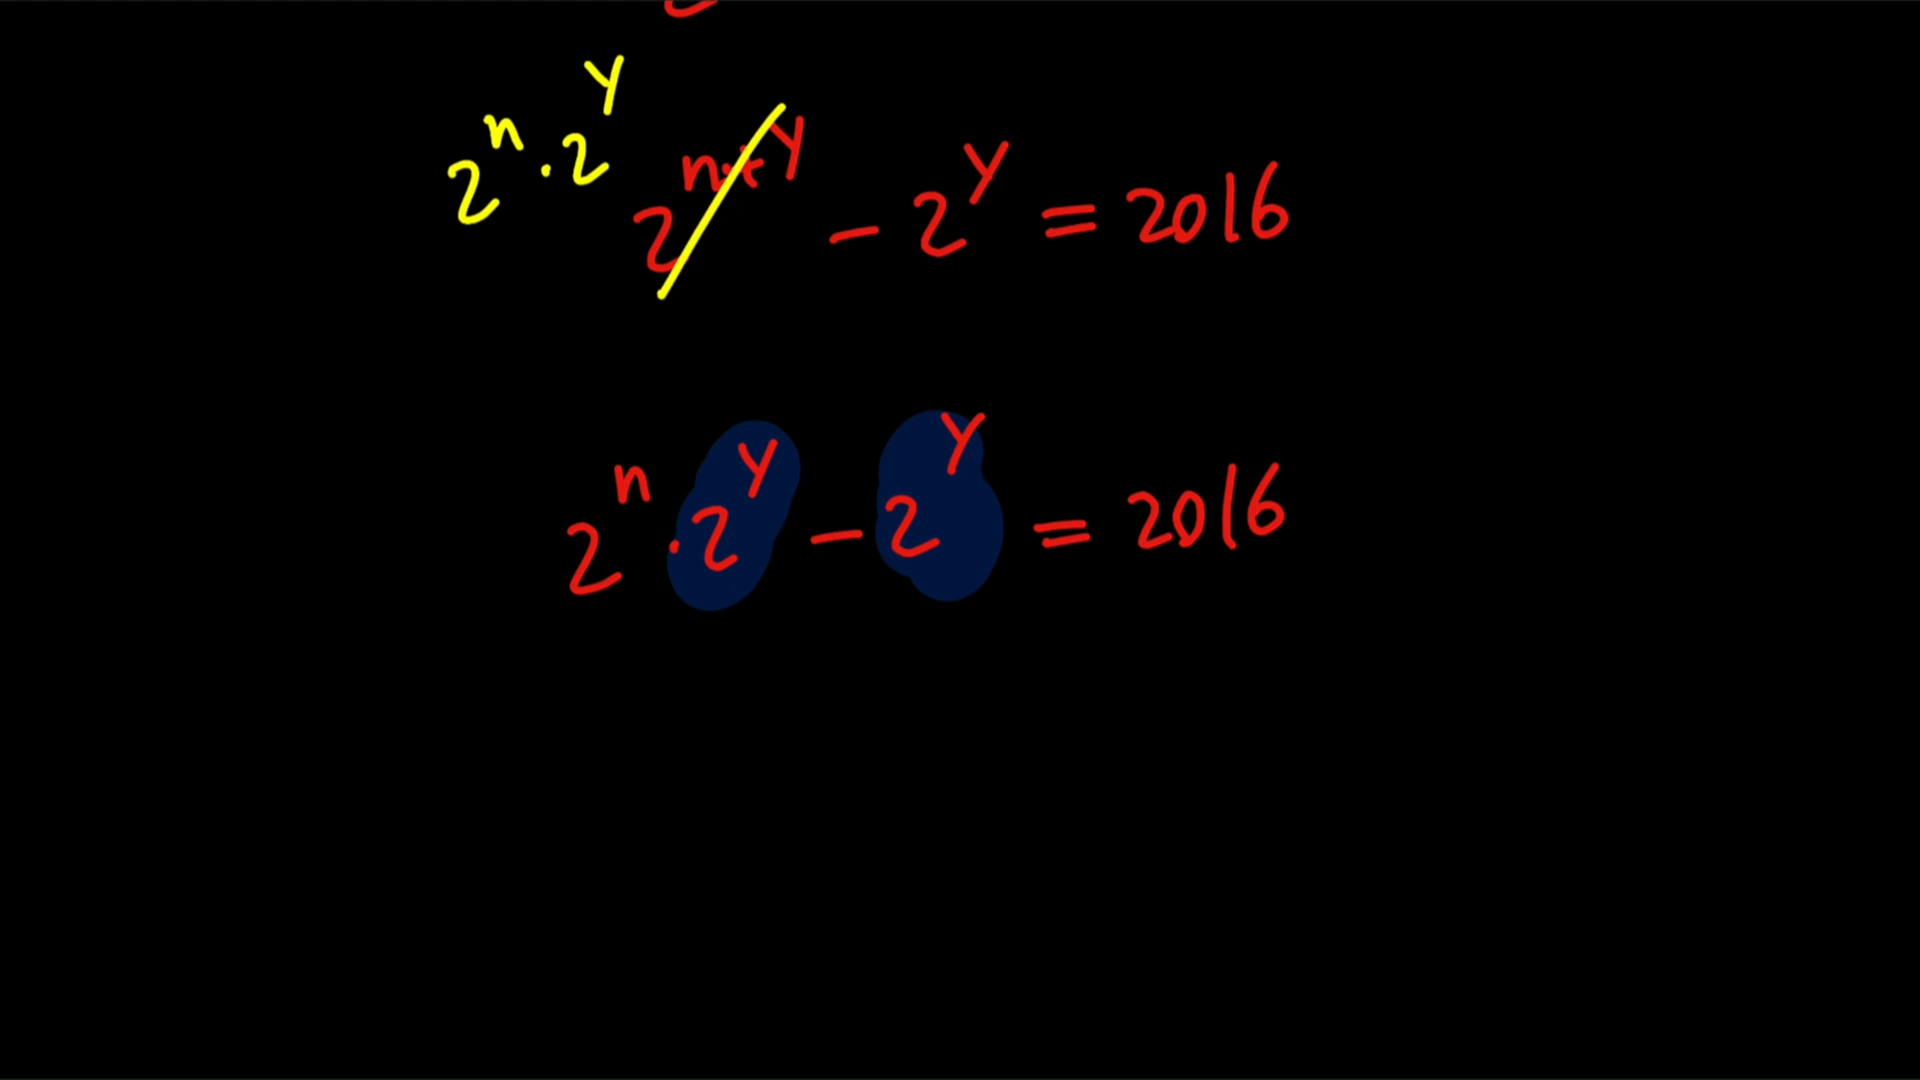 2^n · 2^y
2^{n+y} - 2^y = 2016
2^n · 2^y - 2^y = 2016